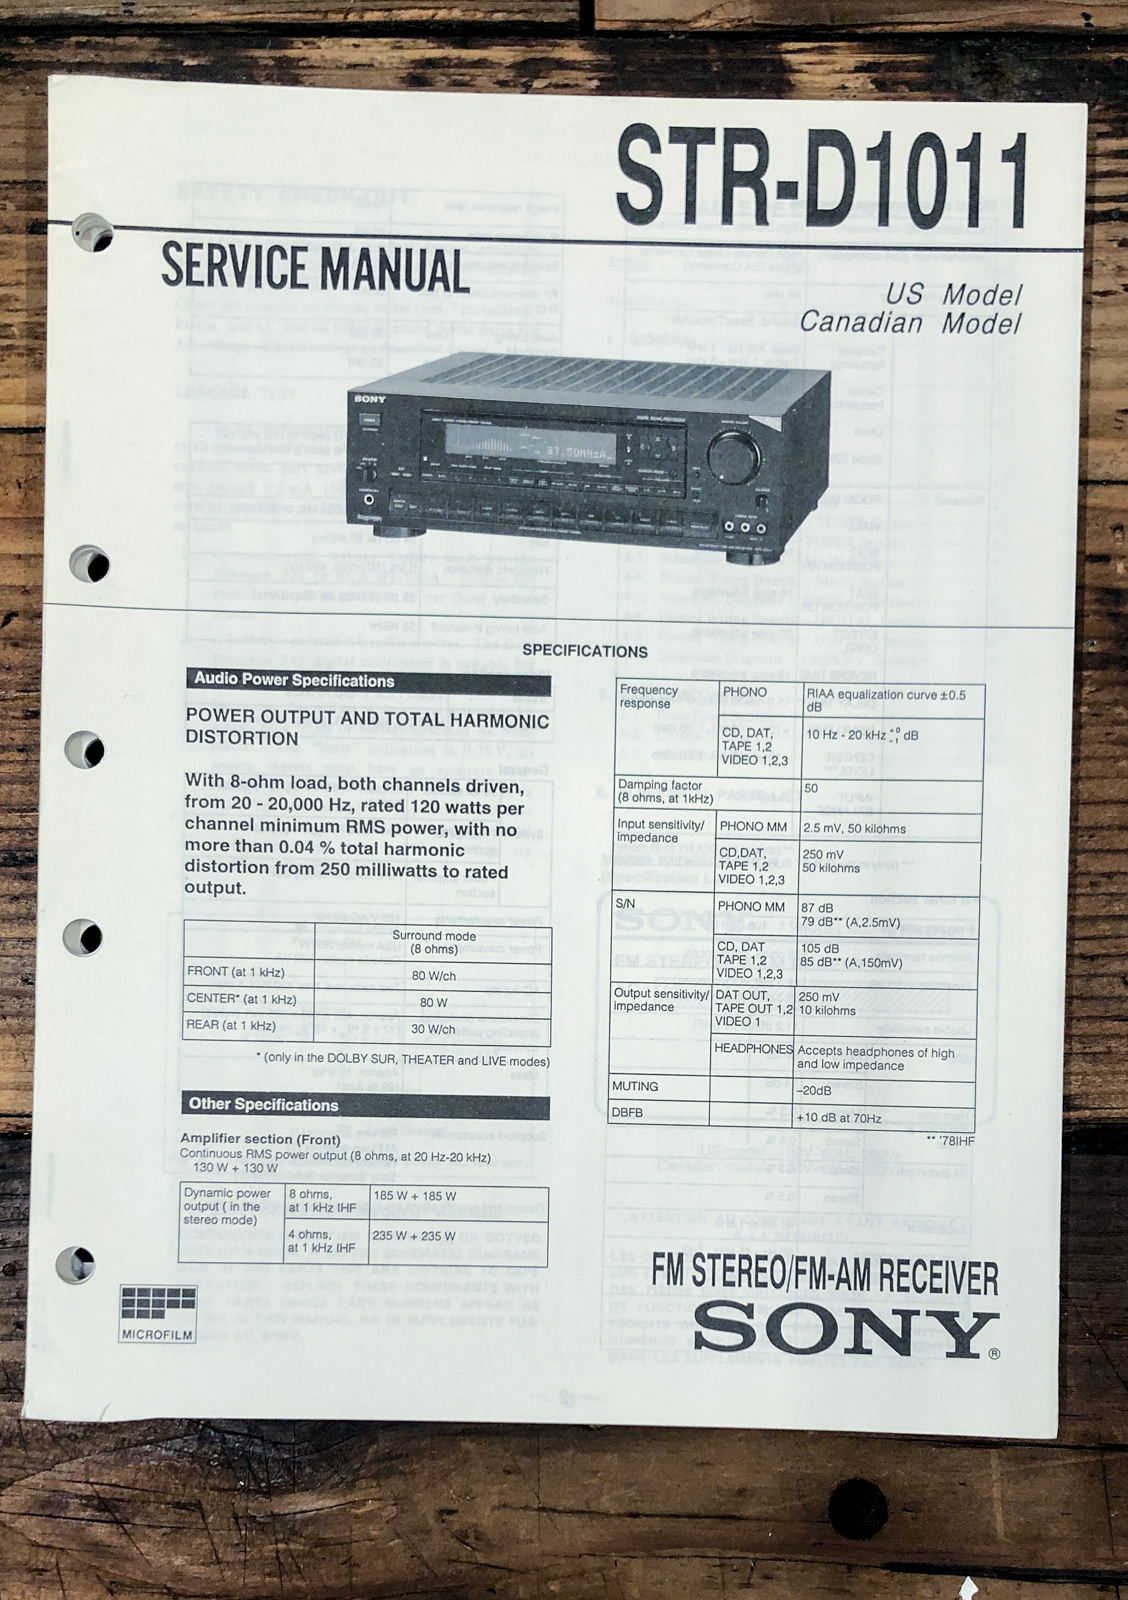 STR-D1011
SERVICE MANUAL
US Model
Canadian Model
SONY
87.50MHz
SPECIFICATIONS
Audio Power Specifications
POWER OUTPUT AND TOTAL HARMONIC
DISTORTION
With 8-ohm load, both channels driven,
from 20 - 20,000 Hz, rated 120 watts per
channel minimum RMS power, with no
more than 0.04 % total harmonic
distortion from 250 milliwatts to rated
output.
Surround mode
(8 ohms)
FRONT (at 1 kHz) 80 W/ch
CENTER* (at 1 kHz) 80 W
REAR (at 1 kHz) 30 W/ch
* (only in the DOLBY SUR, THEATER and LIVE modes)
Other Specifications
Amplifier section (Front)
Continuous RMS power output (8 ohms, at 20 Hz-20 kHz)
130 W + 130 W
Dynamic power
output ( in the
stereo mode)
8 ohms,
at 1 kHz IHF
185 W + 185 W
4 ohms,
at 1 kHz IHF
235 W + 235 W
MICROFILM
Frequency
response
PHONO
RIAA equalization curve ±0.5
dB
CD, DAT,
TAPE 1,2
VIDEO 1,2,3
10 Hz - 20 kHz +0 -1 dB
Damping factor
(8 ohms, at 1kHz)
50
Input sensitivity/
impedance
PHONO MM
2.5 mV, 50 kilohms
CD,DAT,
TAPE 1,2
VIDEO 1,2,3
250 mV
50 kilohms
S/N
PHONO MM
87 dB
79 dB** (A,2.5mV)
CD, DAT
TAPE 1,2
VIDEO 1,2,3
105 dB
85 dB** (A,150mV)
Output sensitivity/
impedance
DAT OUT,
TAPE OUT 1,2
VIDEO 1
250 mV
10 kilohms
HEADPHONES
Accepts headphones of high
and low impedance
MUTING
–20dB
DBFB
+10 dB at 70Hz
** '78IHF
FM STEREO/FM-AM RECEIVER
SONY®